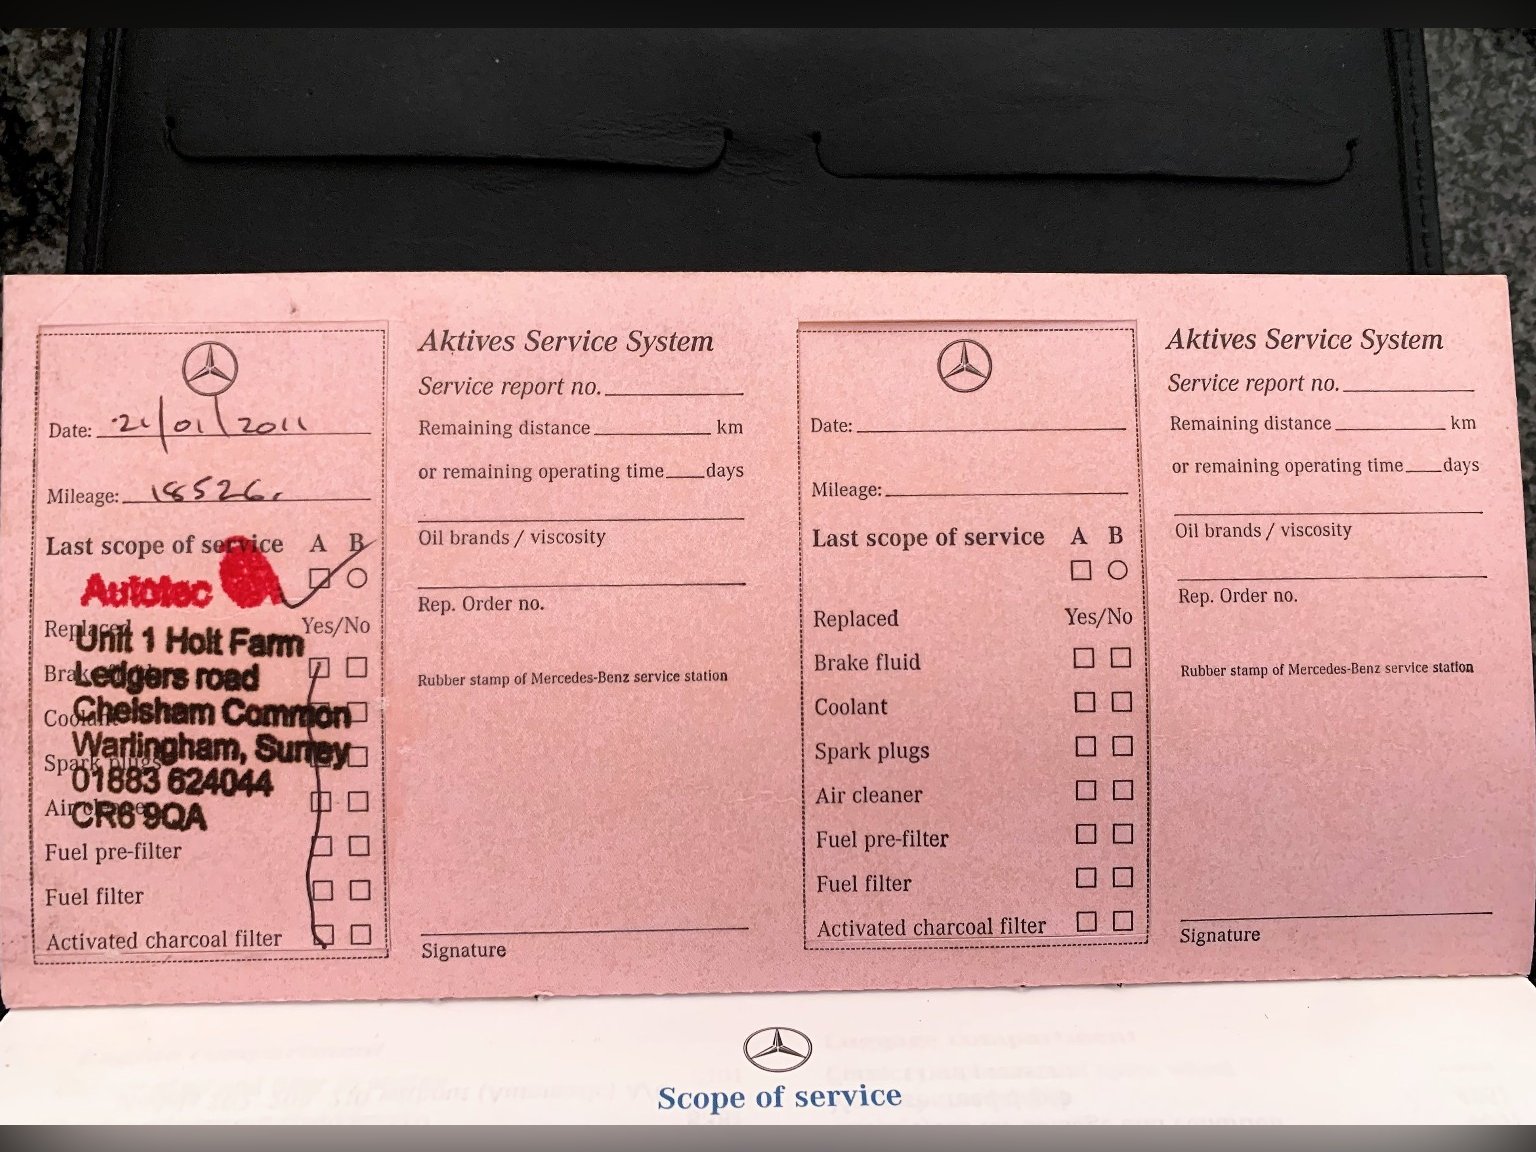 Date: 21/01/2011
Mileage: 18526.
Last scope of service A B
Autotec
Replaced Yes/No
Unit 1 Holt Farm
Ledgers road
Chelsham Common
Coolant
Warlingham, Surrey
Spark plugs
01883 624044
CR6 9QA
Fuel pre-filter
Fuel filter
Activated charcoal filter
Aktives Service System
Service report no.
Remaining distance km
or remaining operating time days
Oil brands / viscosity
Rep. Order no.
Rubber stamp of Mercedes-Benz service station
Signature
Date:
Mileage:
Last scope of service A B
Replaced Yes/No
Brake fluid
Coolant
Spark plugs
Air cleaner
Fuel pre-filter
Fuel filter
Activated charcoal filter
Aktives Service System
Service report no.
Remaining distance km
or remaining operating time days
Oil brands / viscosity
Rep. Order no.
Rubber stamp of Mercedes-Benz service station
Signature
Scope of service